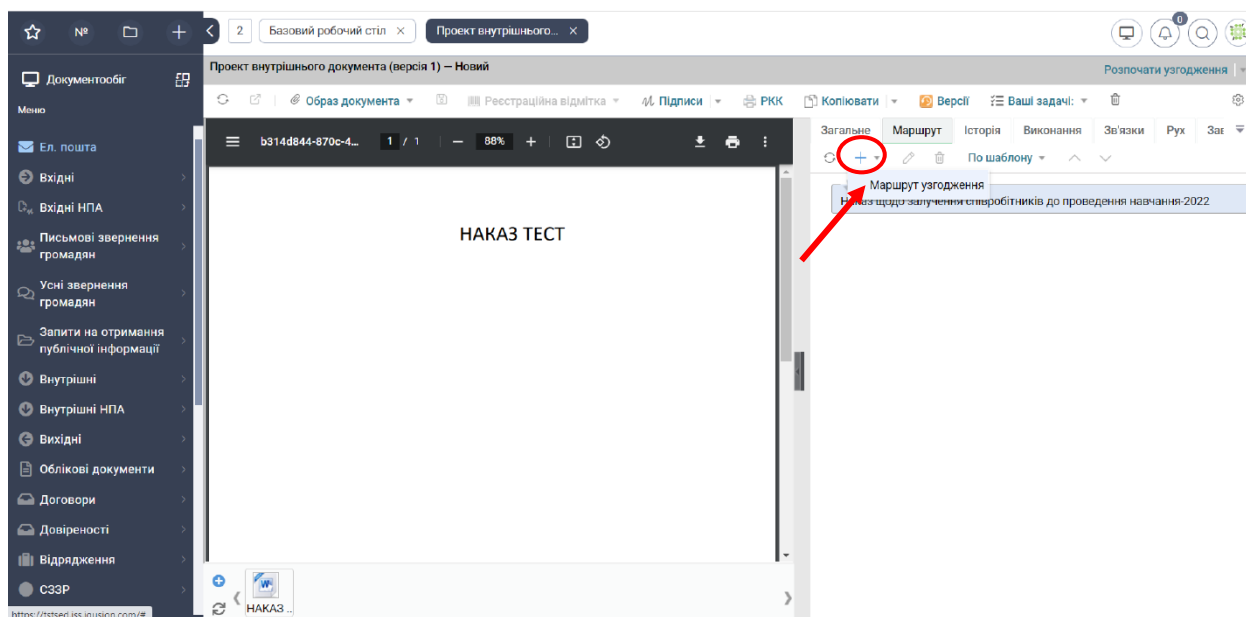 №
2
Базовий робочий стіл ×
Проект внутрішнього... ×
0
Документообіг
Проект внутрішнього документа (версія 1) – Новий
Розпочати узгодження
Меню
Образ документа
Реєстраційна відмітка
Підписи
РКК
Копіювати
Версії
Ваші задачі:
Загальне
Маршрут
Історія
Виконання
Зв'язки
Рух
Заг
b314d844-870c-4...
1 / 1
88%
По шаблону
Маршрут узгодження
Наказ щодо залучення співробітників до проведення навчання-2022
НАКАЗ ТЕСТ
Ел. пошта
Вхідні
Вхідні НПА
Письмові звернення
громадян
Усні звернення
громадян
Запити на отримання
публічної інформації
Внутрішні
Внутрішні НПА
Вихідні
Облікові документи
Договори
Довіреності
Відрядження
СЗЗР
НАКАЗ ..